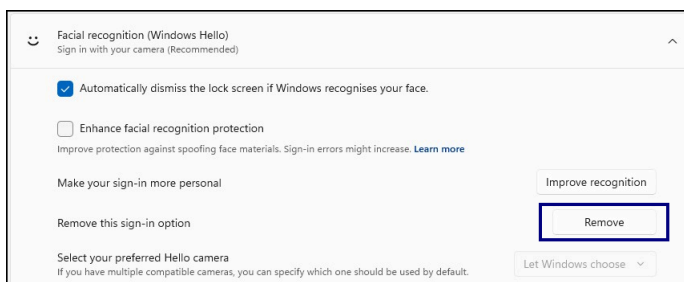 Facial recognition (Windows Hello)
Sign in with your camera (Recommended)
Automatically dismiss the lock screen if Windows recognises your face.
Enhance facial recognition protection
Improve protection against spoofing face materials. Sign-in errors might increase. Learn more
Make your sign-in more personal
Improve recognition
Remove this sign-in option
Remove
Select your preferred Hello camera
If you have multiple compatible cameras, you can specify which one should be used by default.
Let Windows choose